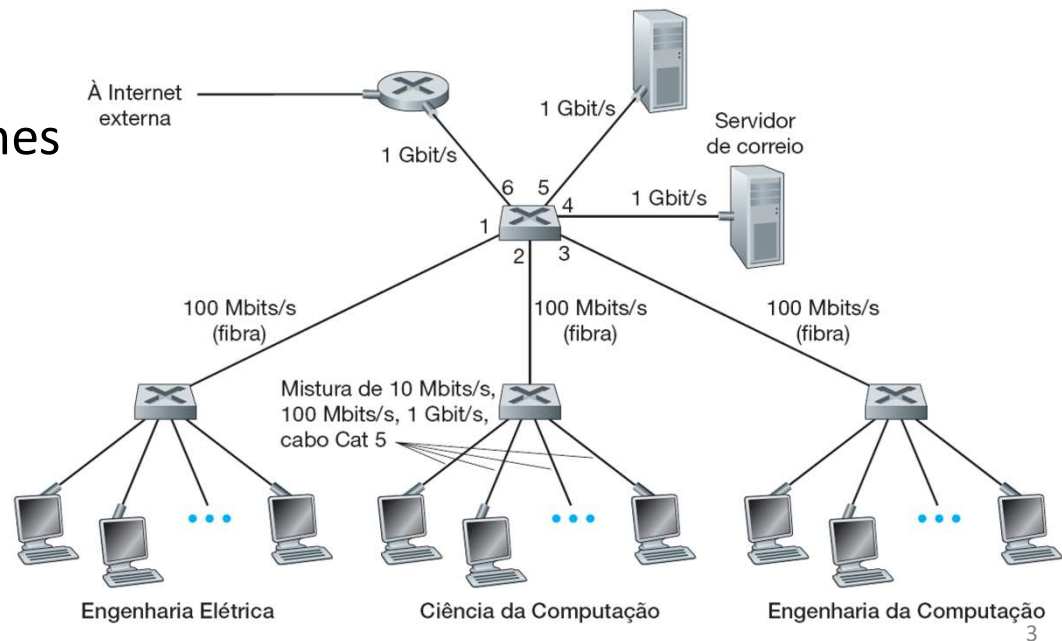 À Internet
externa
nes
1 Gbit/s
1 Gbit/s
Servidor
de correio
1 Gbit/s
6
5
4
1
2
3
100 Mbits/s
(fibra)
100 Mbits/s
(fibra)
100 Mbits/s
(fibra)
Mistura de 10 Mbits/s,
100 Mbits/s, 1 Gbit/s,
cabo Cat 5
Engenharia Elétrica
Ciência da Computação
Engenharia da Computação
3